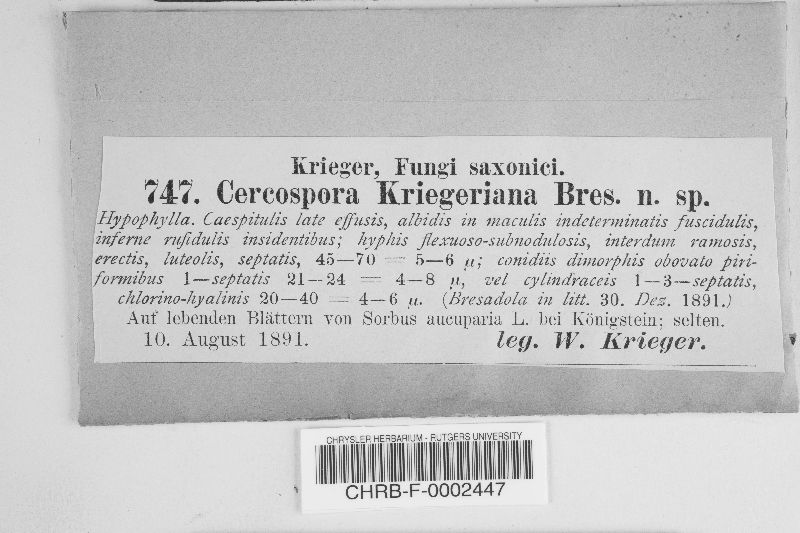 Krieger, Fungi saxonici.
747. Cercospora Kriegeriana Bres. n. sp.
Hypophylla. Caespitulis late effusis, albidis in maculis indeterminatis fuscidulis,
inferne rufidulis insidentibus; hyphis flexuoso-subnodulosis, interdum ramosis,
erectis, luteolis, septatis, 45—70 = 5—6 µ; conidiis dimorphis obovato piri-
formibus 1—septatis 21—24 = 4—8 µ, vel cylindraceis 1—3—septatis,
chlorino-hyalinis 20—40 = 4—6 µ. (Bresadola in litt. 30. Dez. 1891.)
Auf lebenden Blättern von Sorbus aucuparia L. bei Königstein; selten.
10. August 1891. leg. W. Krieger.
CHRYSLER HERBARIUM - RUTGERS UNIVERSITY
CHRB-F-0002447